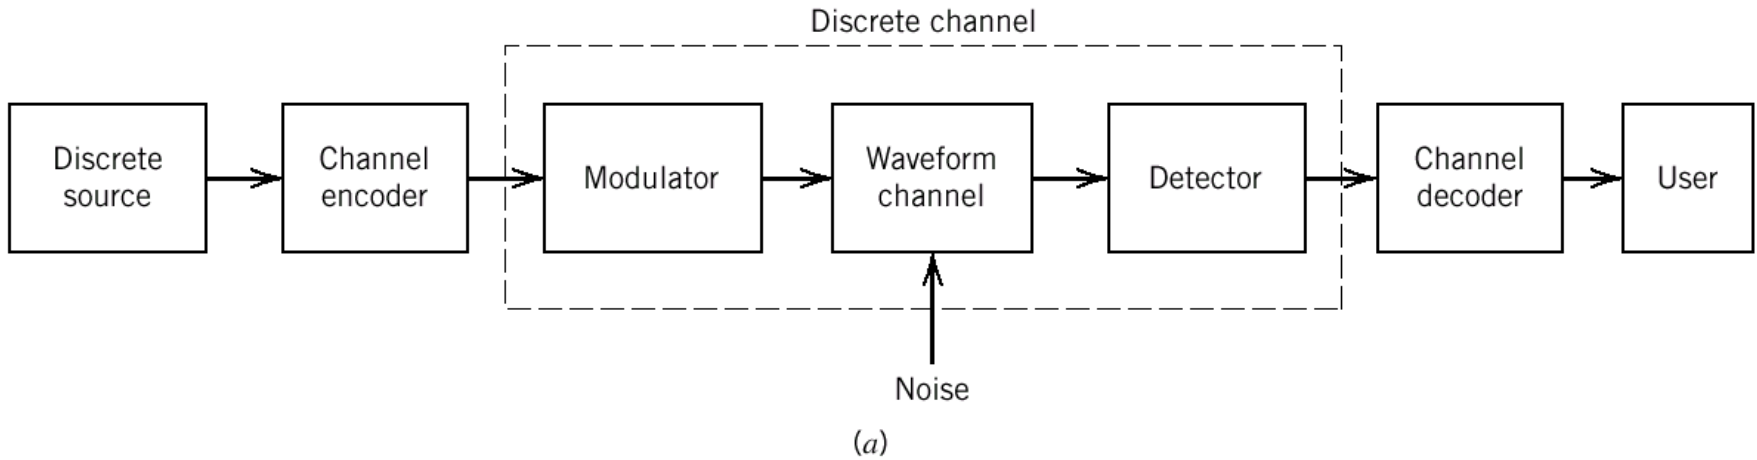 Discrete channel
Discrete
source
Channel
encoder
Modulator
Waveform
channel
Detector
Channel
decoder
User
Noise
(a)